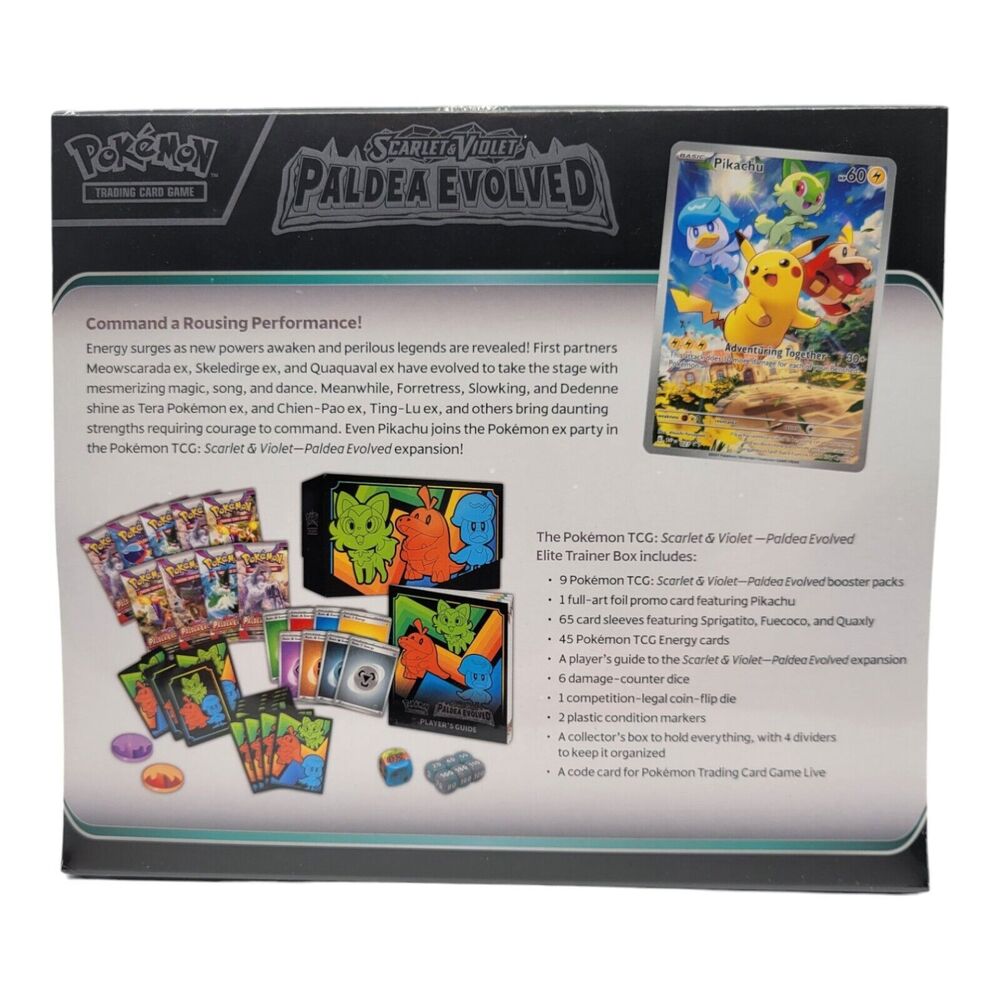 POKÉMON
TRADING CARD GAME
SCARLET & VIOLET
PALDEA EVOLVED
BASIC
Pikachu
HP60
Adventuring Together 30+
Command a Rousing Performance!
Energy surges as new powers awaken and perilous legends are revealed! First partners
Meowscarada ex, Skeledirge ex, and Quaquaval ex have evolved to take the stage with
mesmerizing magic, song, and dance. Meanwhile, Forretress, Slowking, and Dedenne
shine as Tera Pokémon ex, and Chien-Pao ex, Ting-Lu ex, and others bring daunting
strengths requiring courage to command. Even Pikachu joins the Pokémon ex party in
the Pokémon TCG: Scarlet & Violet—Paldea Evolved expansion!
PALDEA EVOLVED
PLAYER'S GUIDE
The Pokémon TCG: Scarlet & Violet—Paldea Evolved
Elite Trainer Box includes:
• 9 Pokémon TCG: Scarlet & Violet—Paldea Evolved booster packs
• 1 full-art foil promo card featuring Pikachu
• 65 card sleeves featuring Sprigatito, Fuecoco, and Quaxly
• 45 Pokémon TCG Energy cards
• A player's guide to the Scarlet & Violet—Paldea Evolved expansion
• 6 damage-counter dice
• 1 competition-legal coin-flip die
• 2 plastic condition markers
• A collector's box to hold everything, with 4 dividers
to keep it organized
• A code card for Pokémon Trading Card Game Live